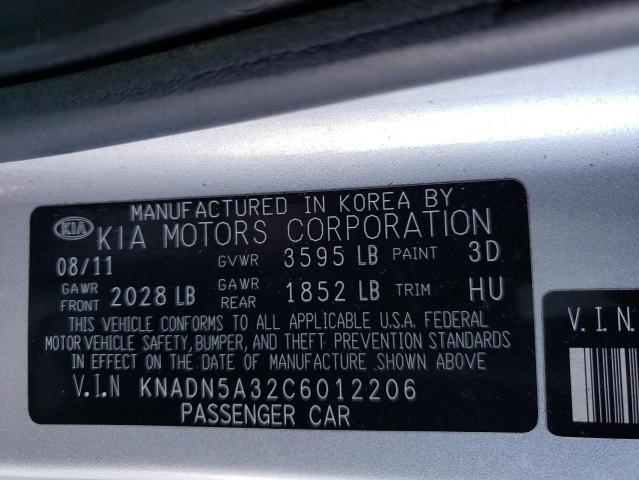 MANUFACTURED IN KOREA BY
KIA KIA MOTORS CORPORATION
08/11 GVWR 3595 LB PAINT 3D
GAWR FRONT 2028 LB GAWR REAR 1852 LB TRIM HU
THIS VEHICLE CONFORMS TO ALL APPLICABLE U.S.A. FEDERAL
MOTOR VEHICLE SAFETY, BUMPER, AND THEFT PREVENTION STANDARDS
IN EFFECT ON THE DATE OF MANUFACTURE SHOWN ABOVE.
V.I.N KNADN5A32C6012206
PASSENGER CAR
V.I.N.